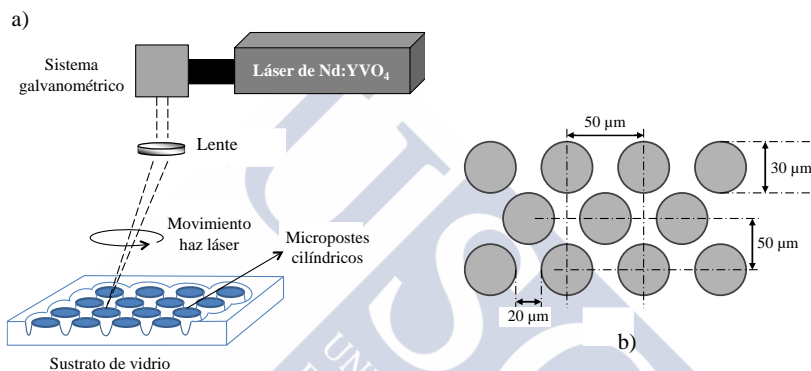 a)
Sistema
galvanométrico
Láser de Nd:YVO₄
Lente
Movimiento
haz láser
Micropostes
cilíndricos
Sustrato de vidrio
50 µm
30 µm
50 µm
20 µm
b)